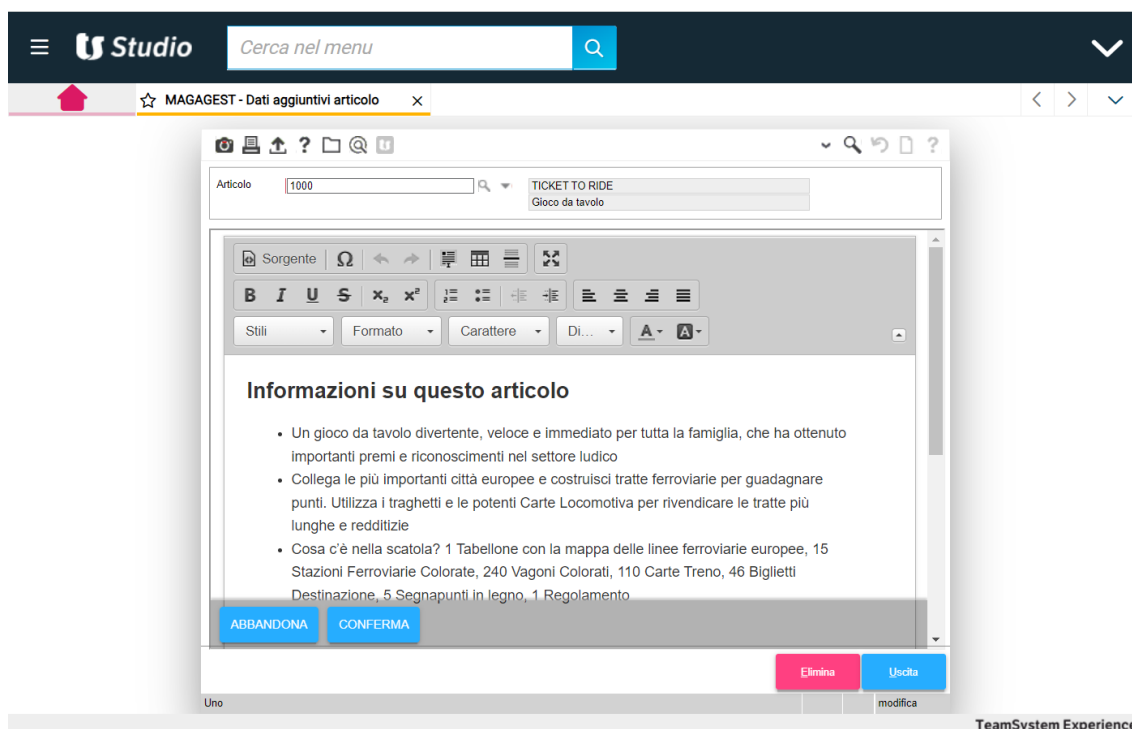 Studio
Cerca nel menu
MAGAGEST - Dati aggiuntivi articolo
Articolo
1000
TICKET TO RIDE
Gioco da tavolo
Sorgente
Stili
Formato
Carattere
Di...
Informazioni su questo articolo
• Un gioco da tavolo divertente, veloce e immediato per tutta la famiglia, che ha ottenuto
importanti premi e riconoscimenti nel settore ludico
• Collega le più importanti città europee e costruisci tratte ferroviarie per guadagnare
punti. Utilizza i traghetti e le potenti Carte Locomotiva per rivendicare le tratte più
lunghe e redditizie
• Cosa c'è nella scatola? 1 Tabellone con la mappa delle linee ferroviarie europee, 15
Stazioni Ferroviarie Colorate, 240 Vagoni Colorati, 110 Carte Treno, 46 Biglietti
Destinazione, 5 Segnapunti in legno, 1 Regolamento
ABBANDONA CONFERMA
Elimina Uscita
Uno modifica
TeamSystem Experience